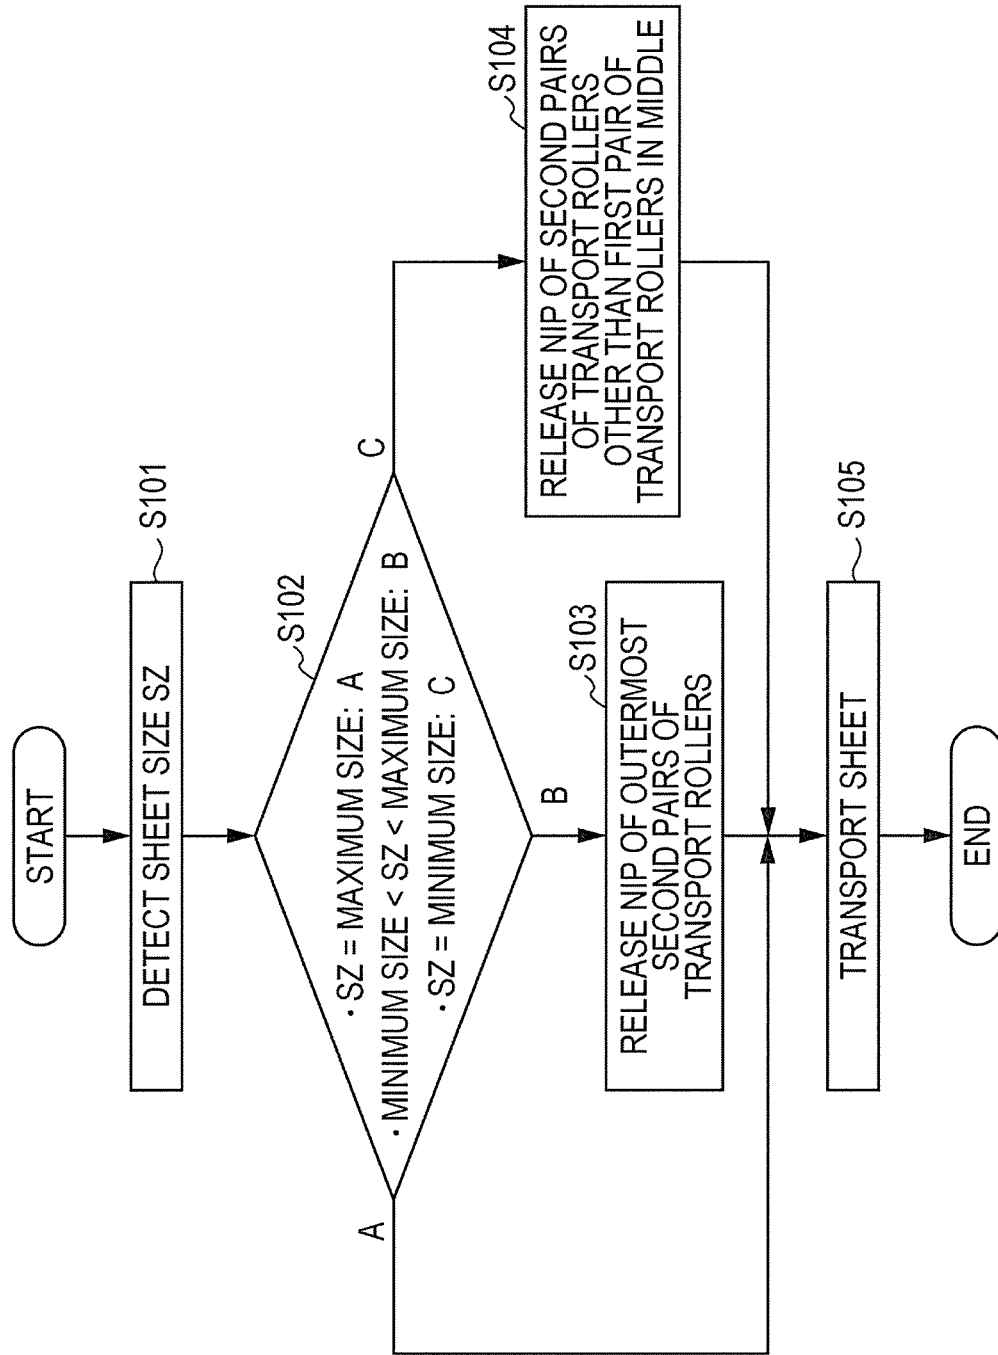 START
DETECT SHEET SIZE SZ
S101
S102
· SZ = MAXIMUM SIZE: A
· MINIMUM SIZE < SZ < MAXIMUM SIZE: B
· SZ = MINIMUM SIZE: C
A
B
C
S103
RELEASE NIP OF OUTERMOST
SECOND PAIRS OF
TRANSPORT ROLLERS
S104
RELEASE NIP OF SECOND PAIRS
OF TRANSPORT ROLLERS
OTHER THAN FIRST PAIR OF
TRANSPORT ROLLERS IN MIDDLE
S105
TRANSPORT SHEET
END